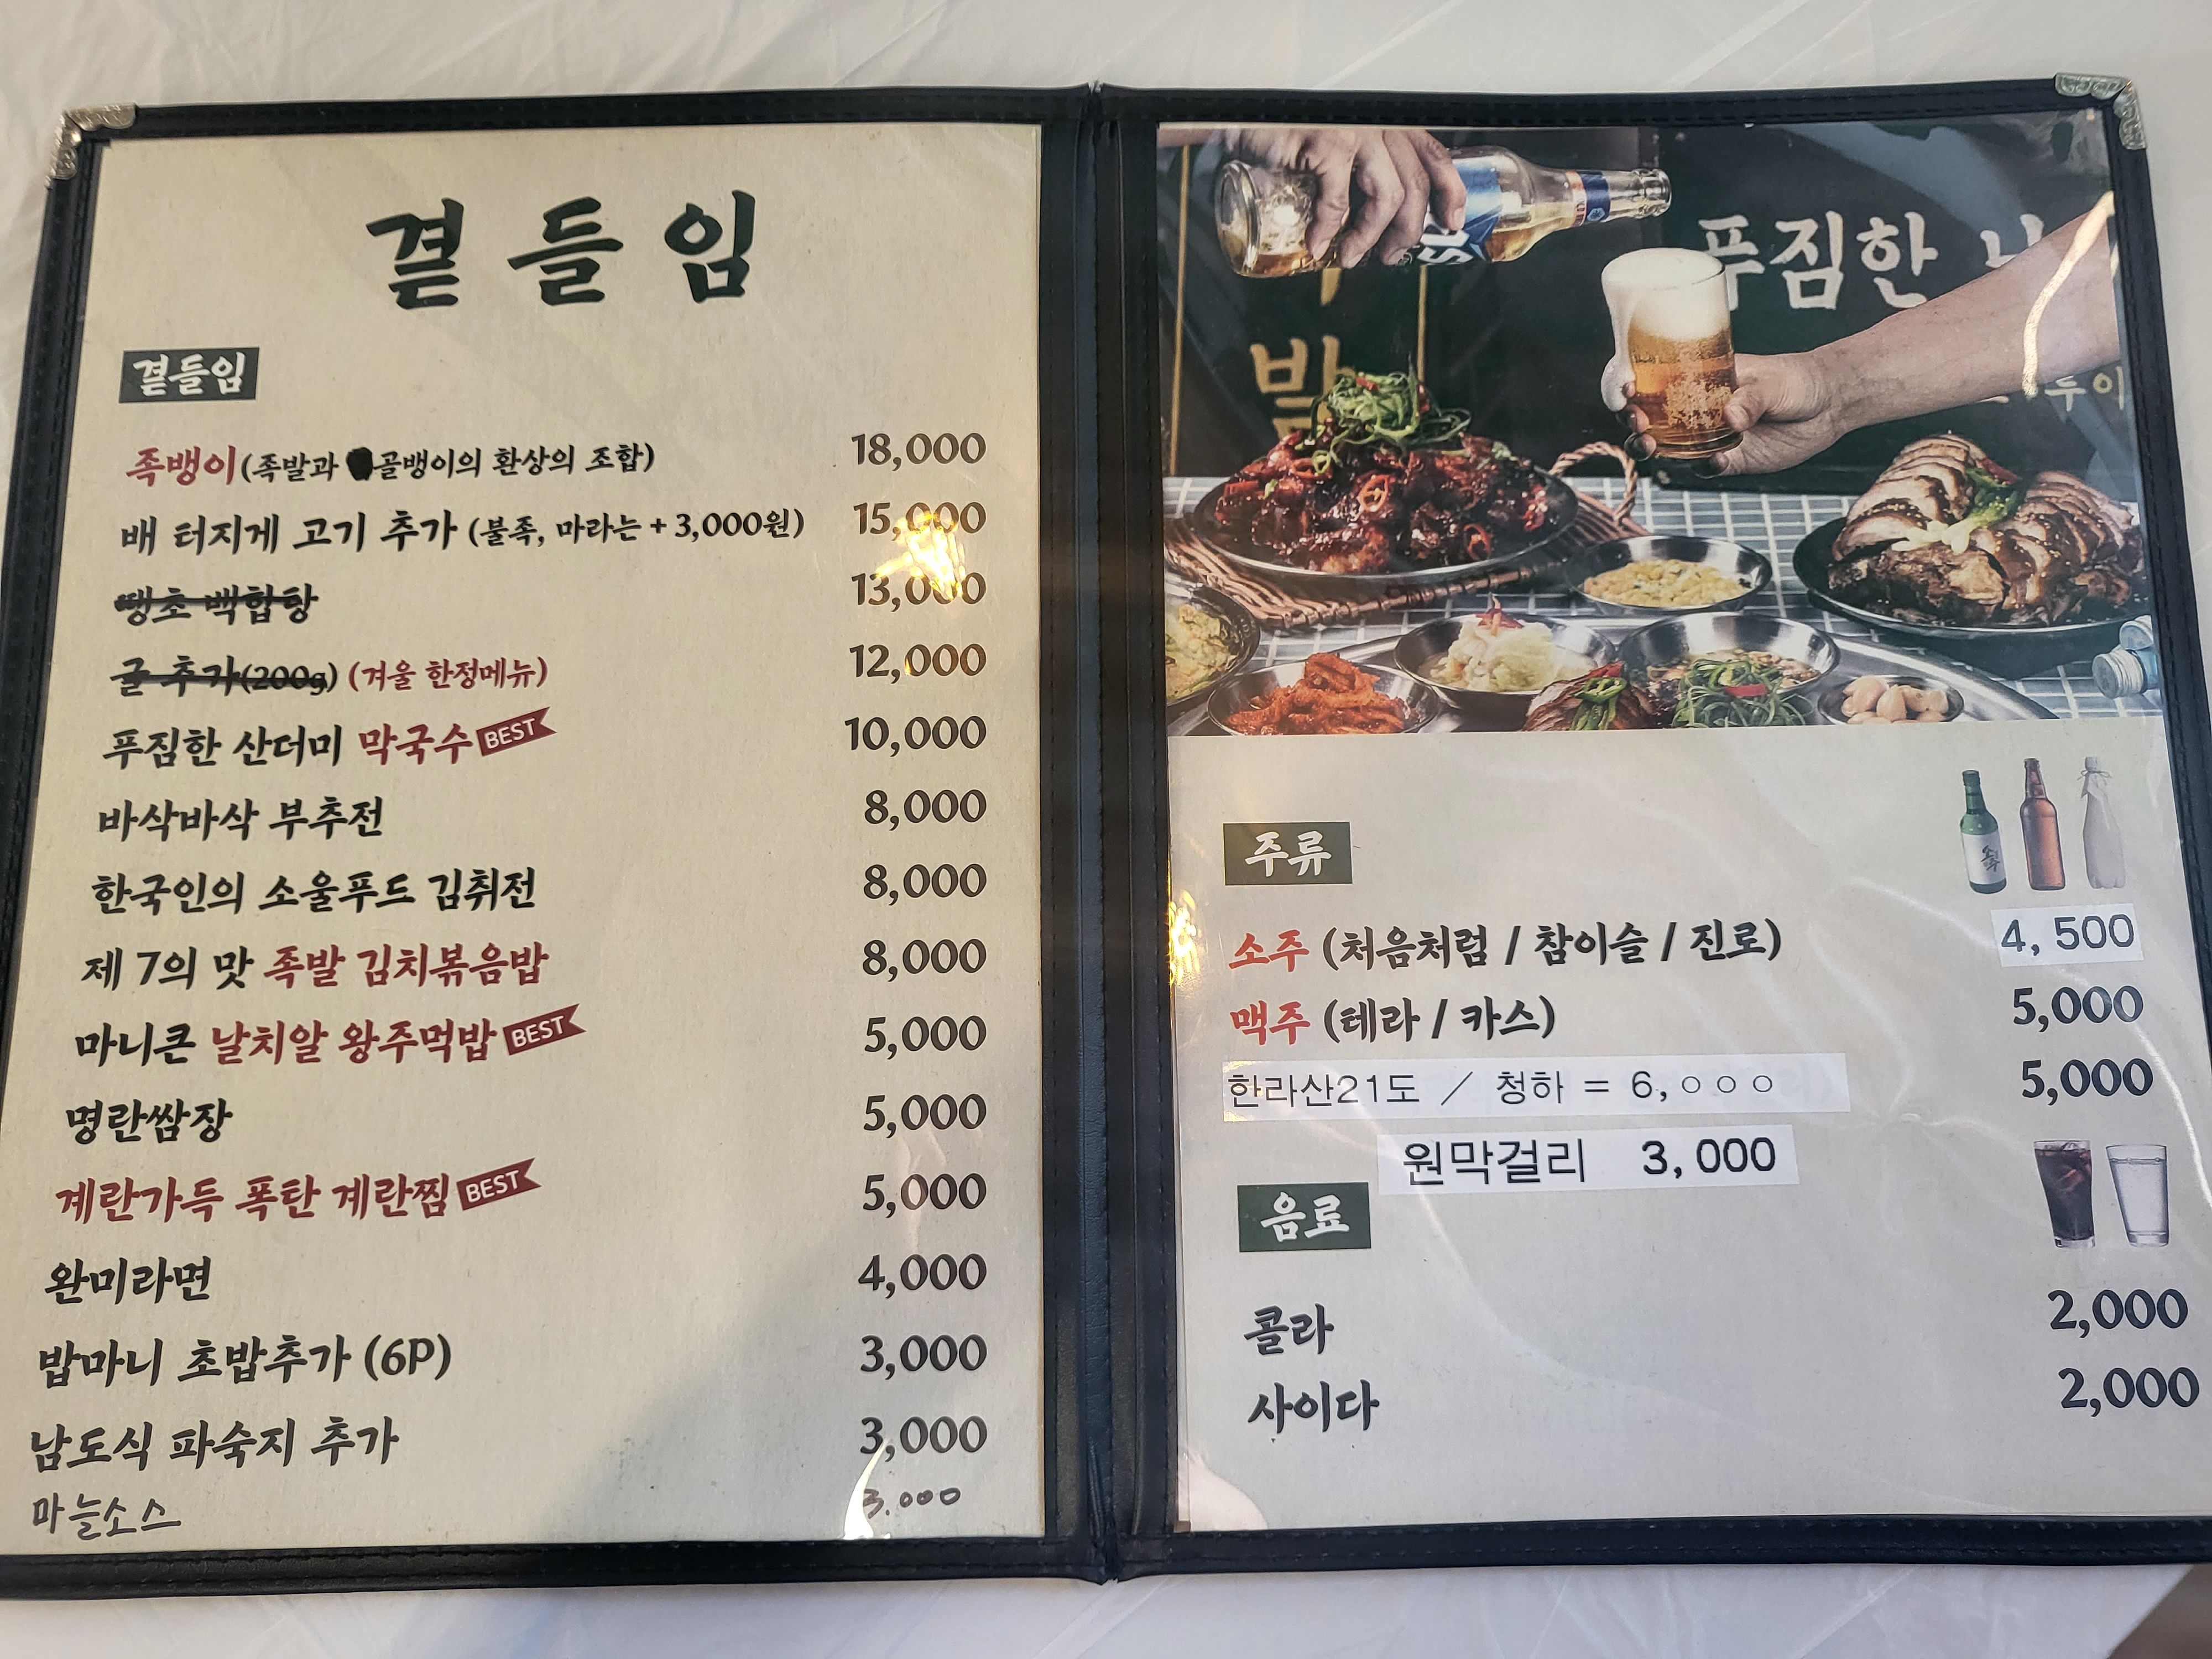 곁들임
곁들임
족뱅이(족발과 골뱅이의 환상의 조합) 18,000
배 터지게 고기 추가 (불족, 마라는 + 3,000원) 15,000
땡초 백합탕 13,000
굴 추가(200g) (겨울 한정메뉴) 12,000
푸짐한 산더미 막국수 BEST 10,000
바삭바삭 부추전 8,000
한국인의 소울푸드 김취전 8,000
제 7의 맛 족발 김치볶음밥 8,000
마니큰 날치알 왕주먹밥 BEST 5,000
명란쌈장 5,000
계란가득 폭탄 계란찜 BEST 5,000
완미라면 4,000
밥마니 초밥추가 (6P) 3,000
남도식 파숙지 추가 3,000
마늘소스 3.000
푸짐한
발
주류
소주 (처음처럼 / 참이슬 / 진로) 4,500
맥주 (테라 / 카스) 5,000
한라산21도 / 청하 = 6,○○○ 5,000
원막걸리 3,000
음료
콜라 2,000
사이다 2,000